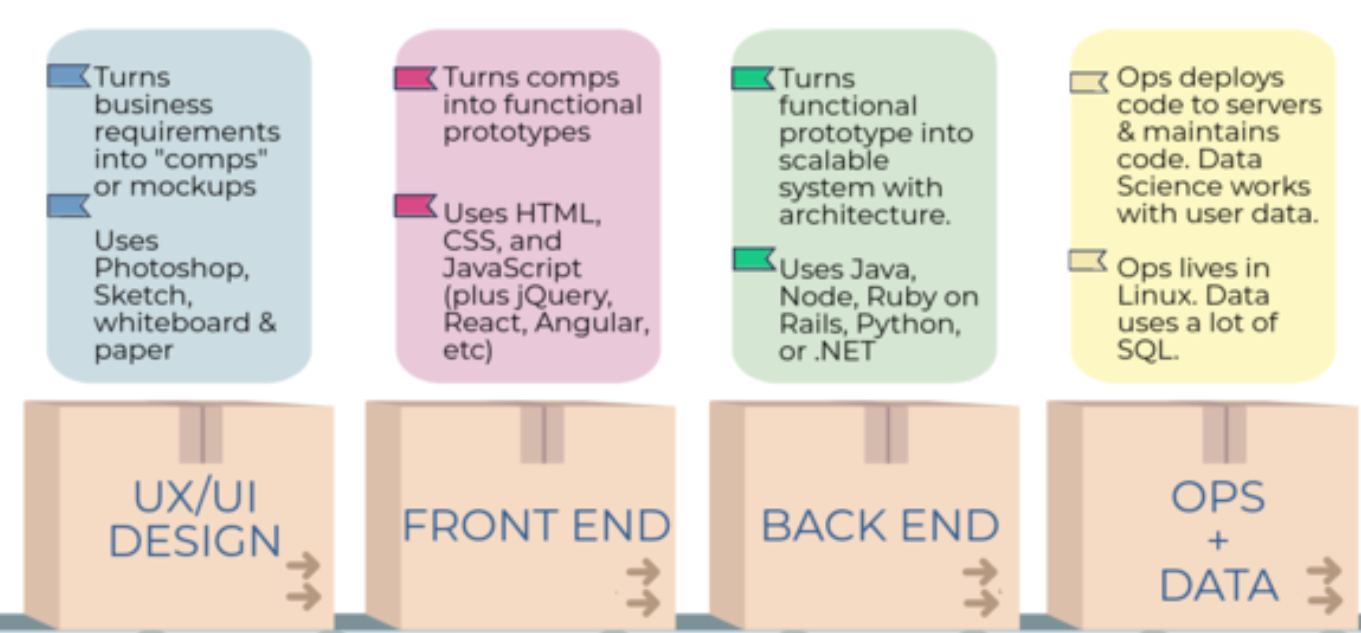 Turns
business
requirements
into "comps"
or mockups
Uses
Photoshop,
Sketch,
whiteboard &
paper
UX/UI
DESIGN
Turns comps
into functional
prototypes
Uses HTML,
CSS, and
JavaScript
(plus jQuery,
React, Angular,
etc)
FRONT END
Turns
functional
prototype into
scalable
system with
architecture.
Uses Java,
Node, Ruby on
Rails, Python,
or .NET
BACK END
Ops deploys
code to servers
& maintains
code. Data
Science works
with user data.
Ops lives in
Linux. Data
uses a lot of
SQL.
OPS
+
DATA